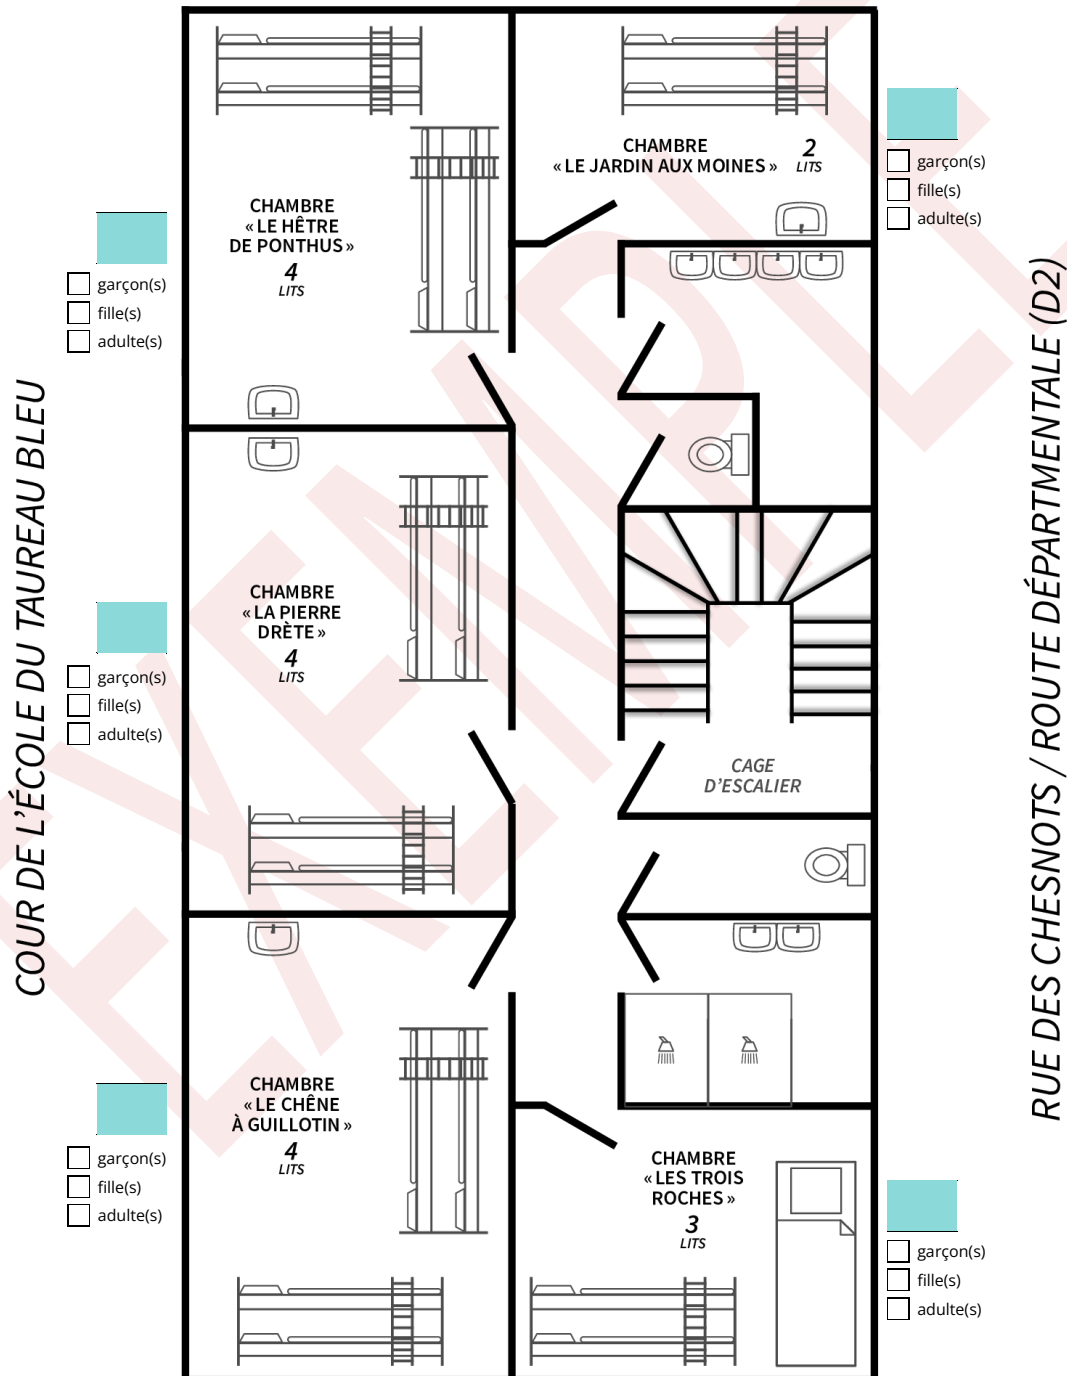 CHAMBRE
« LE JARDIN AUX MOINES »
2
LITS
garçon(s)
fille(s)
adulte(s)
CHAMBRE
« LE HÊTRE
DE PONTHUS »
4
LITS
garçon(s)
fille(s)
adulte(s)
COUR DE L’ÉCOLE DU TAUREAU BLEU
RUE DES CHESNOTS / ROUTE DÉPARTMENTALE (D2)
CHAMBRE
« LA PIERRE
DRÈTE »
4
LITS
garçon(s)
fille(s)
adulte(s)
CAGE
D’ESCALIER
CHAMBRE
« LE CHÊNE
À GUILLOTIN »
4
LITS
garçon(s)
fille(s)
adulte(s)
CHAMBRE
« LES TROIS
ROCHES »
3
LITS
garçon(s)
fille(s)
adulte(s)
EXEMPLE